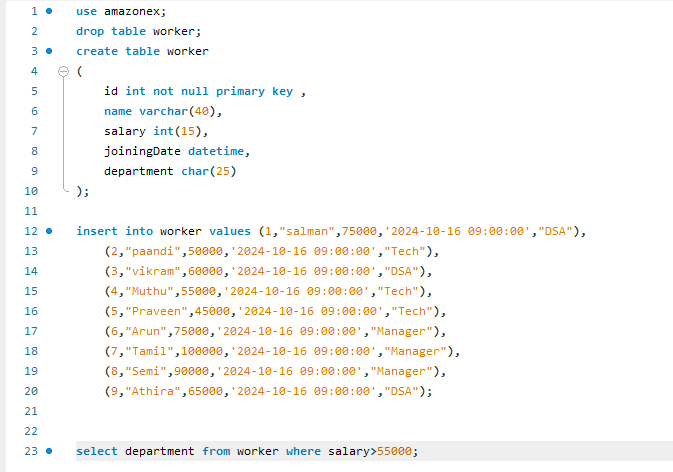 1 use amazonex;
2 drop table worker;
3 create table worker
4 (
5 id int not null primary key ,
6 name varchar(40),
7 salary int(15),
8 joiningDate datetime,
9 department char(25)
10 );
11
12 insert into worker values (1,"salman",75000,'2024-10-16 09:00:00',"DSA"),
13 (2,"paandi",50000,'2024-10-16 09:00:00',"Tech"),
14 (3,"vikram",60000,'2024-10-16 09:00:00',"DSA"),
15 (4,"Muthu",55000,'2024-10-16 09:00:00',"Tech"),
16 (5,"Praveen",45000,'2024-10-16 09:00:00',"Tech"),
17 (6,"Arun",75000,'2024-10-16 09:00:00',"Manager"),
18 (7,"Tamil",100000,'2024-10-16 09:00:00',"Manager"),
19 (8,"Semi",90000,'2024-10-16 09:00:00',"Manager"),
20 (9,"Athira",65000,'2024-10-16 09:00:00',"DSA");
21
22
23 select department from worker where salary>55000;